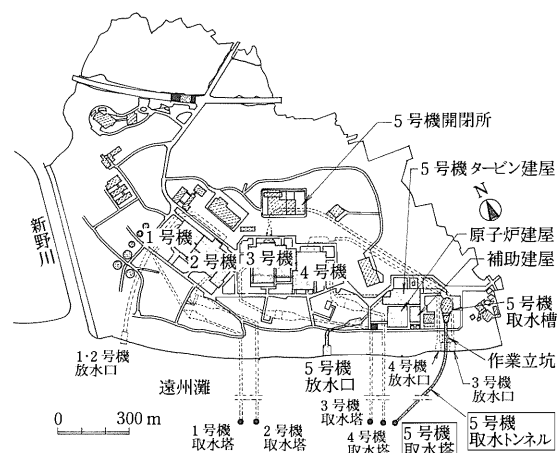 5号機開閉所
5号機タービン建屋
N
原子炉建屋
補助建屋
新野川
1号機
2号機
3号機
4号機
5号機
取水槽
作業立坑
1·2号機
放水口
遠州灘
5号機
放水口
4号機
放水口
3号機
放水口
0 300 m
1号機
取水塔
2号機
取水塔
3号機
取水塔
4号機
取水塔
5号機
取水塔
5号機
取水トンネル